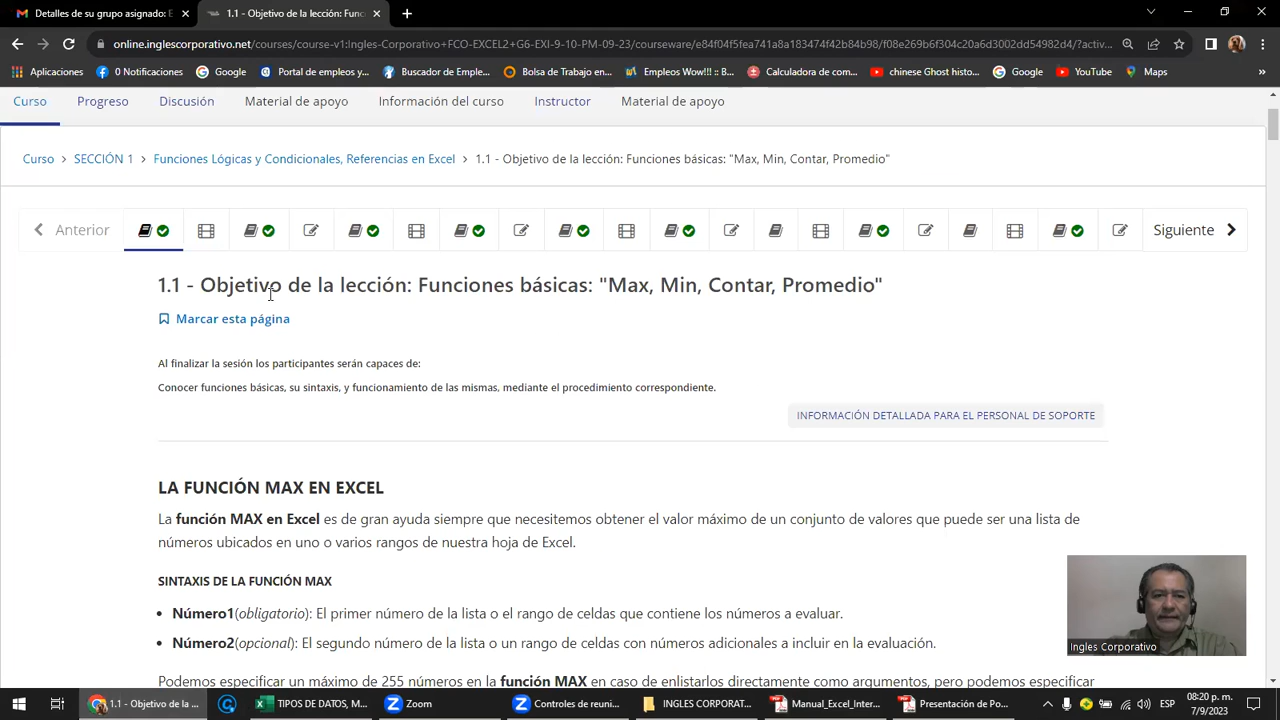 Detalles de su grupo asignado: E
1.1 - Objetivo de la lección: Func
online.inglescorporativo.net/courses/course-v1:Ingles-Corporativo+FCO-EXCEL2+G6-EXI-9-10-PM-09-23/courseware/e84f04f5fea741a8a183474f42b84b98/f08e269b6f304c20a6d3002dd54982d4/?activ...
Aplicaciones
0 Notificaciones
Google
Portal de empleos y...
Buscador de Emple...
Bolsa de Trabajo en...
Empleos Wow!!! :: B...
Calculadora de com...
chinese Ghost histo...
Google
YouTube
Maps
Curso
Progreso
Discusión
Material de apoyo
Información del curso
Instructor
Material de apoyo
Curso > SECCIÓN 1 > Funciones Lógicas y Condicionales, Referencias en Excel > 1.1 - Objetivo de la lección: Funciones básicas: "Max, Min, Contar, Promedio"
Anterior
Siguiente
1.1 - Objetivo de la lección: Funciones básicas: "Max, Min, Contar, Promedio"
Marcar esta página
Al finalizar la sesión los participantes serán capaces de:
Conocer funciones básicas, su sintaxis, y funcionamiento de las mismas, mediante el procedimiento correspondiente.
INFORMACIÓN DETALLADA PARA EL PERSONAL DE SOPORTE
LA FUNCIÓN MAX EN EXCEL
La función MAX en Excel es de gran ayuda siempre que necesitemos obtener el valor máximo de un conjunto de valores que puede ser una lista de
números ubicados en uno o varios rangos de nuestra hoja de Excel.
SINTAXIS DE LA FUNCIÓN MAX
• Número1(obligatorio): El primer número de la lista o el rango de celdas que contiene los números a evaluar.
• Número2(opcional): El segundo número de la lista o un rango de celdas con números adicionales a incluir en la evaluación.
Podemos especificar un máximo de 255 números en la función MAX en caso de enlistarlos directamente como argumentos, pero podemos especificar
Ingles Corporativo
1.1 - Objetivo de la ...
TIPOS DE DATOS, M...
Zoom
Controles de reuni...
INGLES CORPORAT...
Manual_Excel_Inter...
Presentación de Po...
ESP
08:20 p. m.
7/9/2023